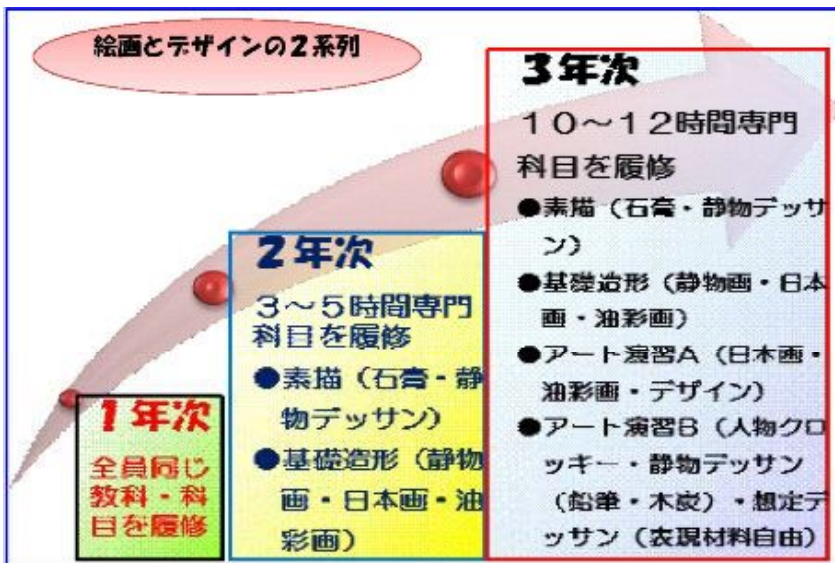 絵画とデザインの２系列
１年次
全員同じ
教科・科
目を履修
２年次
３～５時間専門
科目を履修
●素描（石膏・静
物デッサン）
●基礎造形（静物
画・日本画・油
彩画）
３年次
１０～１２時間専門
科目を履修
●素描（石膏・静物デッサ
ン）
●基礎造形（静物画・日本
画・油彩画）
●アート演習Ａ（日本画・
油彩画・デザイン）
●アート演習Ｂ（人物クロ
ッキー・静物デッサン
（鉛筆・木炭）・想定デ
ッサン（表現材料自由）